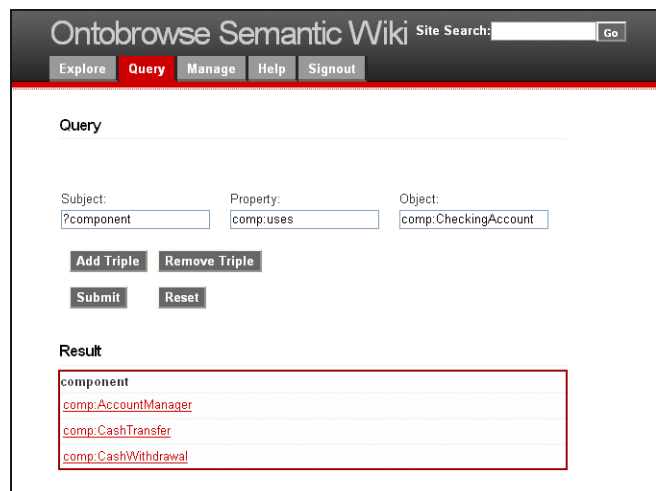 Ontobrowse Semantic Wiki Site Search: Go
Explore Query Manage Help Signout
Query
Subject: Property: Object:
?component comp:uses comp:CheckingAccount
Add Triple Remove Triple
Submit Reset
Result
component
comp:AccountManager
comp:CashTransfer
comp:CashWithdrawal